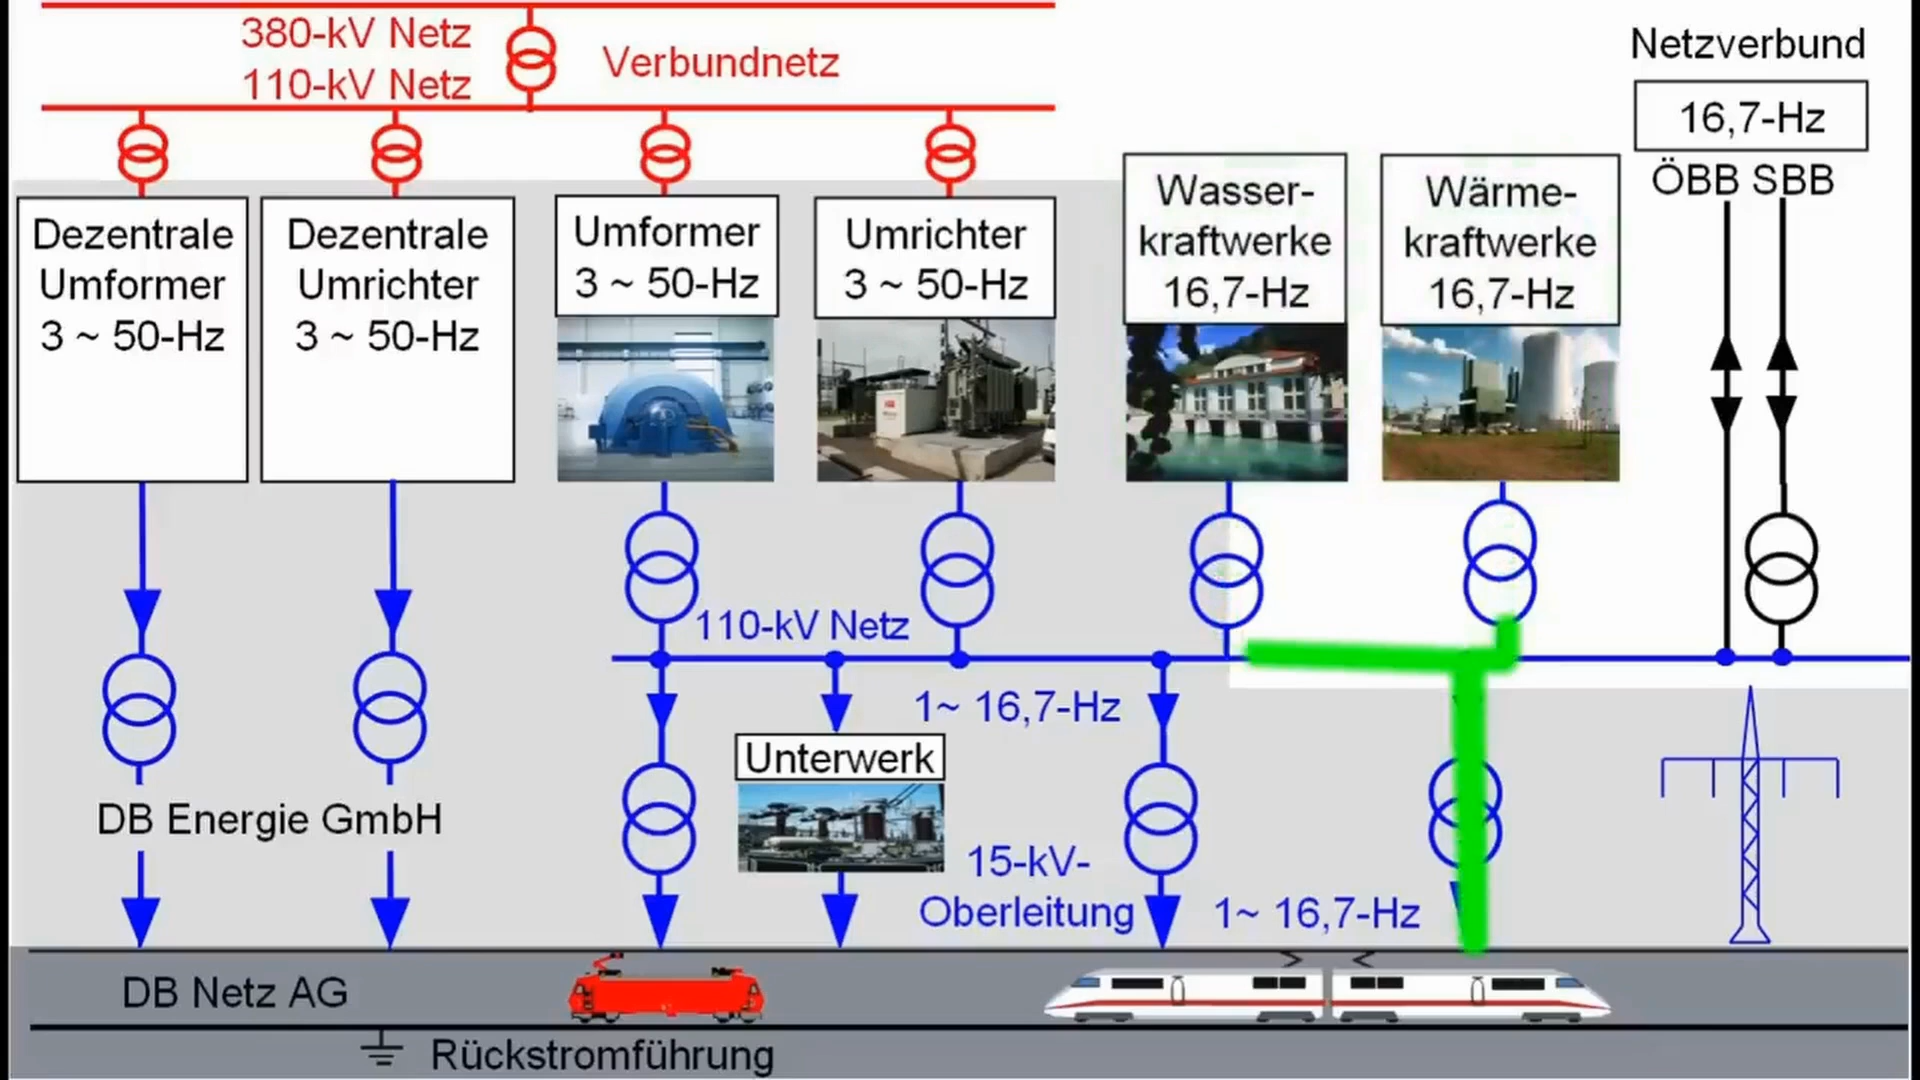 380-kV Netz
110-kV Netz
Verbundnetz
Netzverbund
16,7-Hz
ÖBB SBB
Dezentrale
Umformer
3 ~ 50-Hz
Dezentrale
Umrichter
3 ~ 50-Hz
Umformer
3 ~ 50-Hz
Umrichter
3 ~ 50-Hz
Wasser-
kraftwerke
16,7-Hz
Wärme-
kraftwerke
16,7-Hz
110-kV Netz
1~ 16,7-Hz
Unterwerk
DB Energie GmbH
15-kV-
Oberleitung
1~ 16,7-Hz
DB Netz AG
Rückstromführung